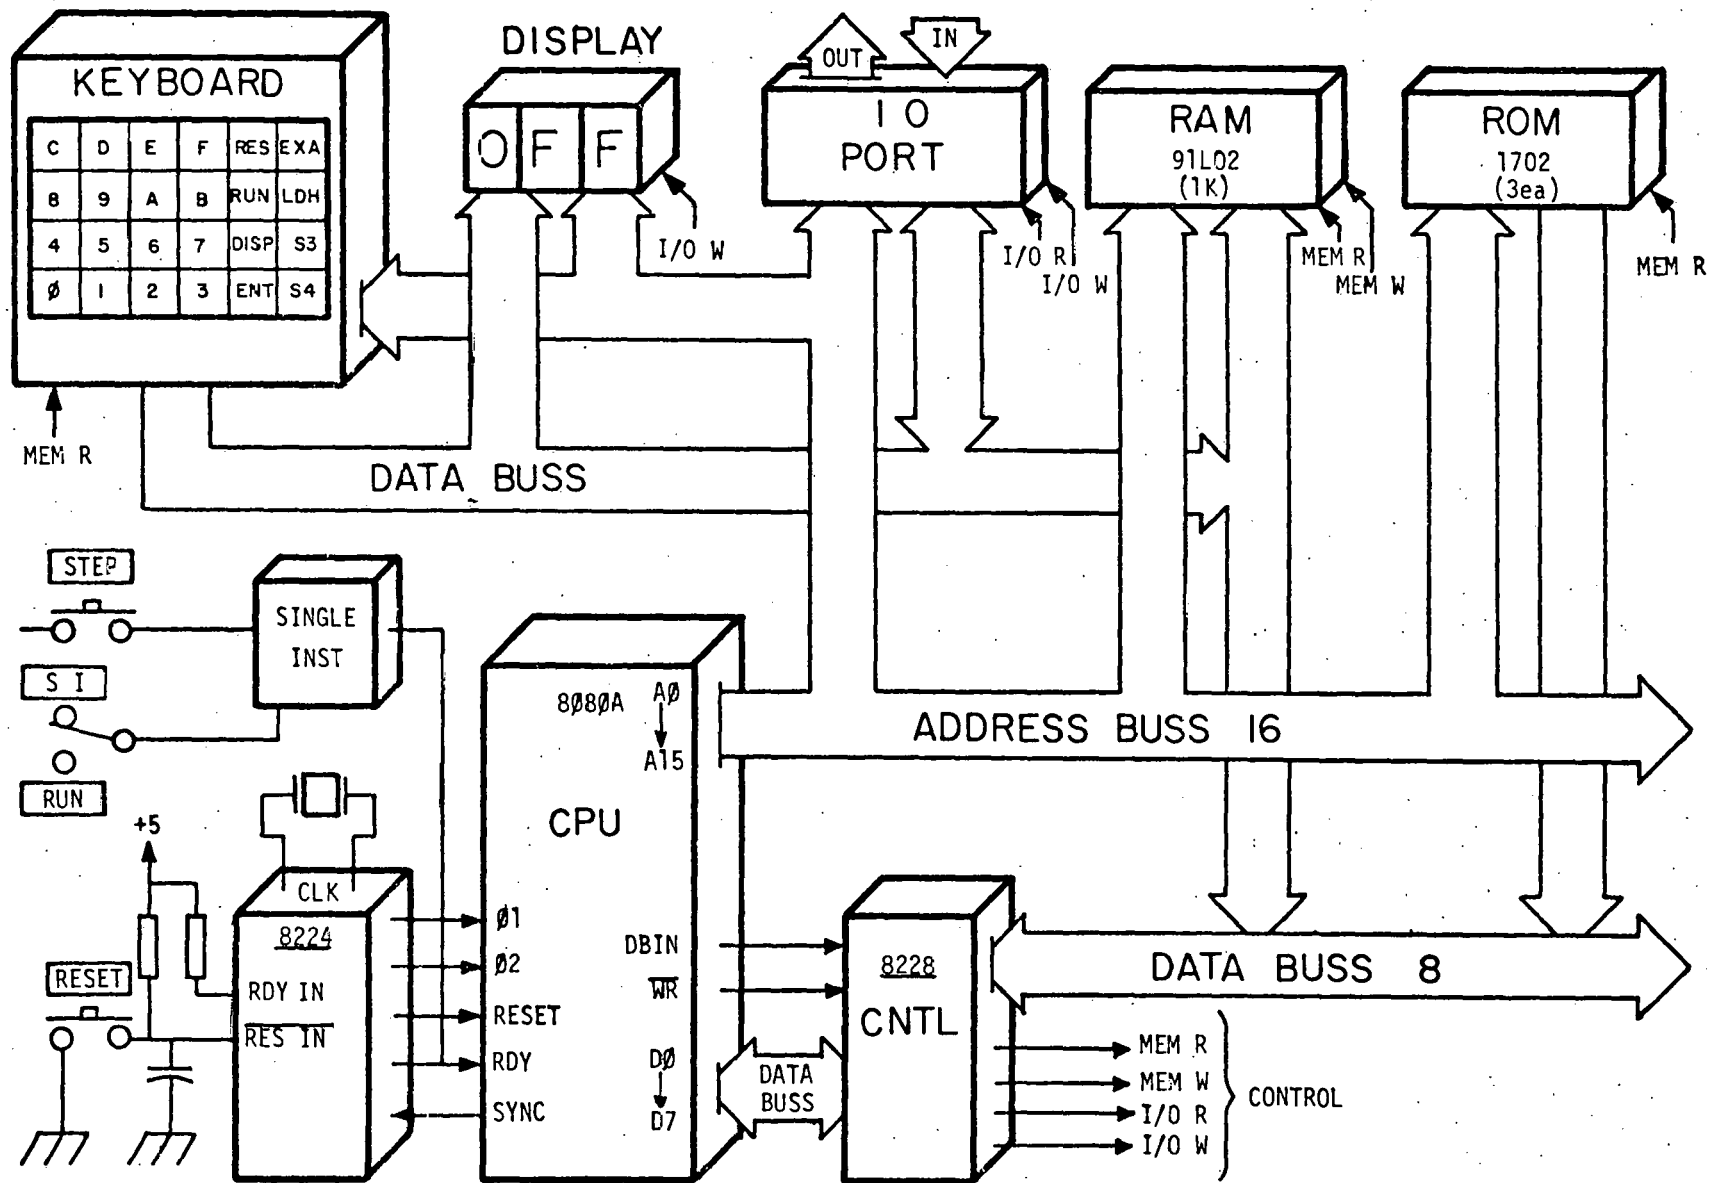 KEYBOARD
C D E F RES EXA
8 9 A B RUN LDH
4 5 6 7 DISP S3
Ø 1 2 3 ENT S4
MEM R
DISPLAY
O F F
I/O W
OUT
IN
I O
PORT
I/O R
I/O W
RAM
91L02
(1K)
MEM R
MEM W
ROM
1702
(3ea)
MEM R
DATA BUSS
STEP
SINGLE
INST
S I
RUN
+5
CLK
8224
RESET
RDY IN
RES IN
8080A
A0
A15
CPU
Ø1
Ø2
RESET
RDY
SYNC
DBIN
WR
DØ
D7
ADDRESS BUSS 16
8228
CNTL
DATA
BUSS
DATA BUSS 8
MEM R
MEM W
I/O R
I/O W
CONTROL